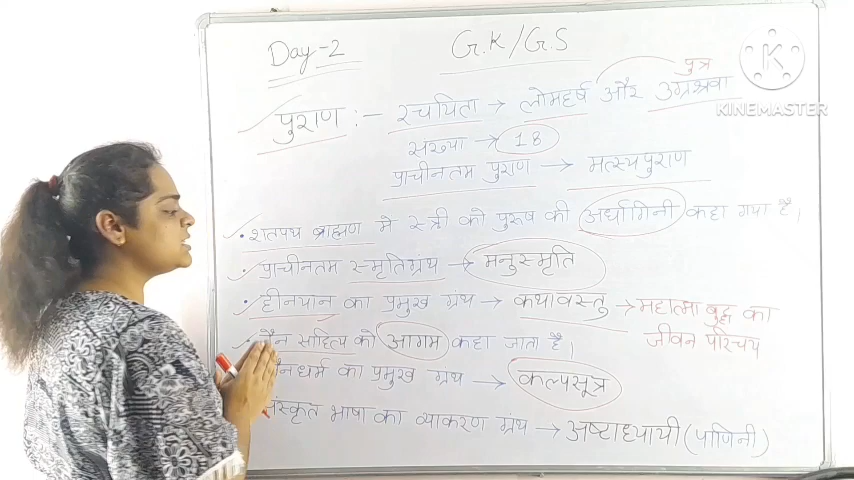 Day-2 G.K/G.S
पुत्र
पुराण :- रचयिता → लोमहर्ष और उग्रश्रवा
KINEMASTER
संख्या → 18
प्राचीनतम पुराण → मत्स्यपुराण
• शतपथ ब्राह्मण मे स्त्री को पुरुष की अर्धागिनी कहा गया है।
• प्राचीनतम स्मृतिग्रंथ → मनुस्मृति
• हीनयान का प्रमुख ग्रंथ → कथावस्तु → महात्मा बुद्ध का
जीवन परिचय
• जैन साहित्य को आगम कहा जाता है।
जैनधर्म का प्रमुख ग्रंथ → कल्पसूत्र
संस्कृत भाषा का व्याकरण ग्रंथ → अष्टाध्यायी (पाणिनी)